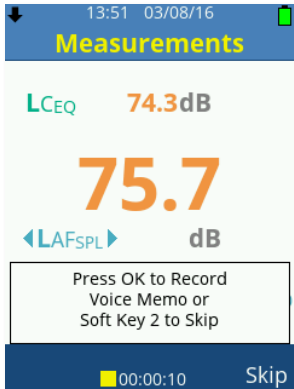 13:51 03/08/16
Measurements
LCEQ 74.3dB
75.7
LAFSPL dB
Press OK to Record
Voice Memo or
Soft Key 2 to Skip
00:00:10 Skip